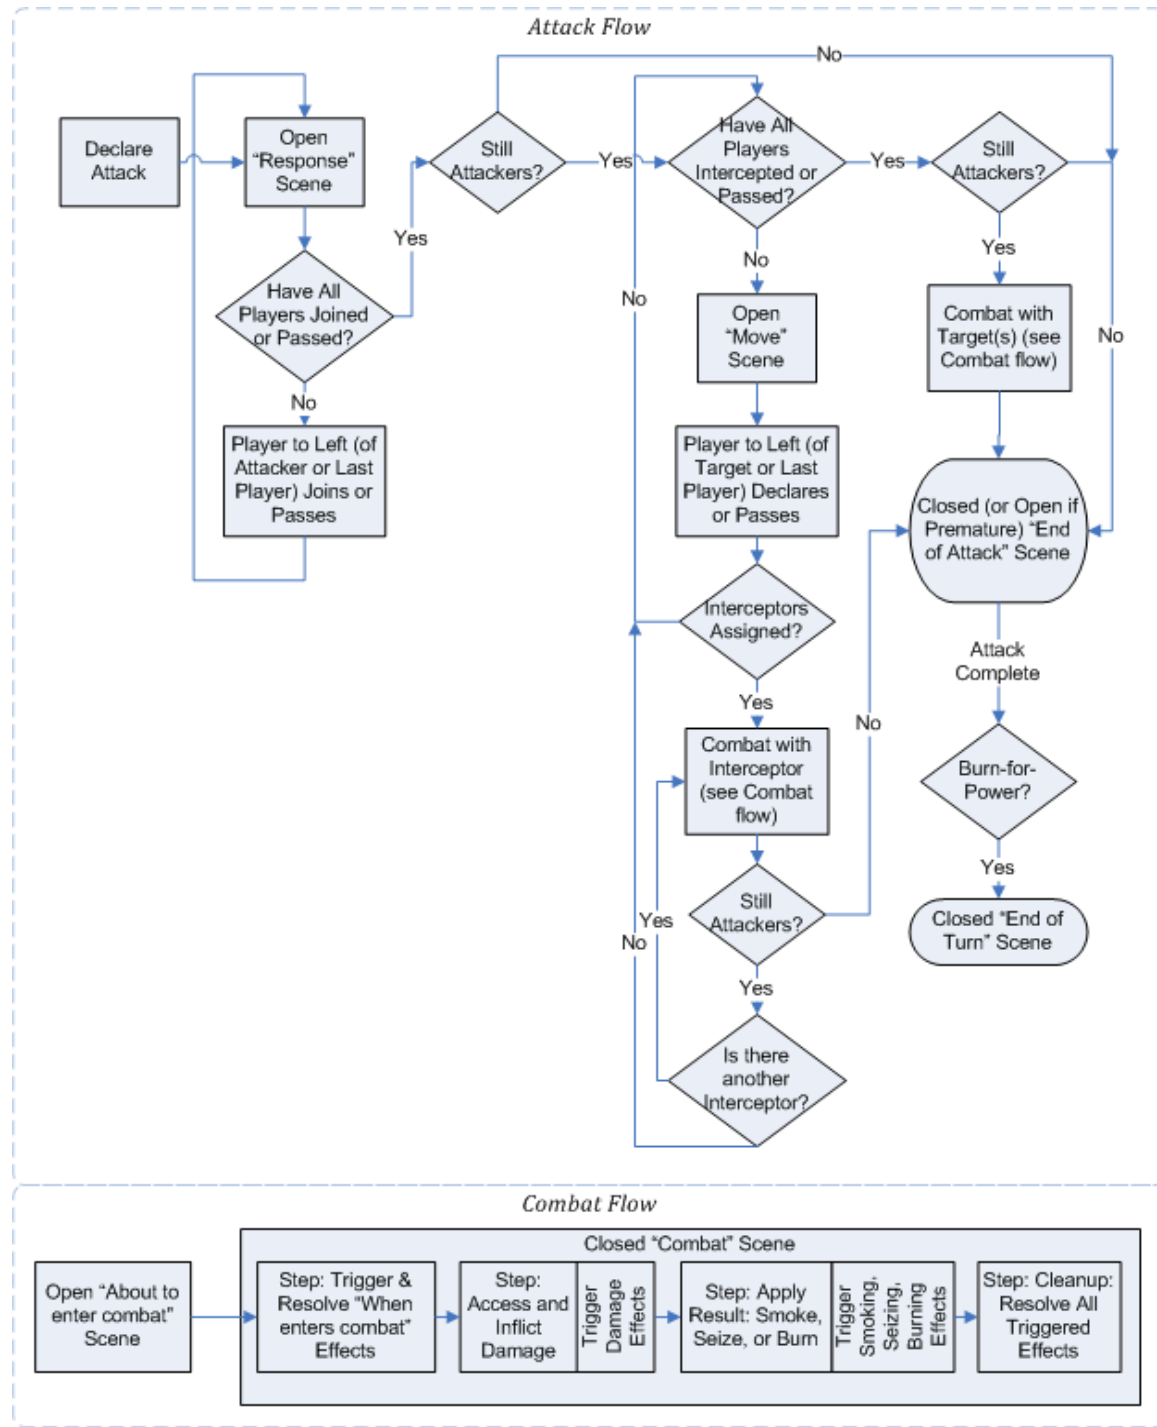 Attack Flow
No
Declare
Attack
Open
“Response”
Scene
Still
Attackers?
Yes
Have All
Players
Intercepted or
Passed?
Yes
Still
Attackers?
Yes
No
Yes
Have All
Players Joined
or Passed?
No
Open
“Move”
Scene
Combat with
Target(s) (see
Combat flow)
No
No
Player to Left (of
Attacker or Last
Player) Joins or
Passes
Player to Left (of
Target or Last
Player) Declares
or Passes
Closed (or Open if
Premature) “End
of Attack” Scene
Interceptors
Assigned?
Attack
Complete
Yes
No
Combat with
Interceptor
(see Combat
flow)
Burn-for-
Power?
Yes
Still
Attackers?
Yes
No
Closed “End of
Turn” Scene
Yes
Is there
another
Interceptor?
Combat Flow
Closed “Combat” Scene
Open “About to
enter combat”
Scene
Step: Trigger &
Resolve “When
enters combat”
Effects
Step:
Access and
Inflict
Damage
Trigger
Damage
Effects
Step: Apply
Result: Smoke,
Seize, or Burn
Trigger
Smoking,
Seizing,
Burning
Effects
Step: Cleanup:
Resolve All
Triggered
Effects